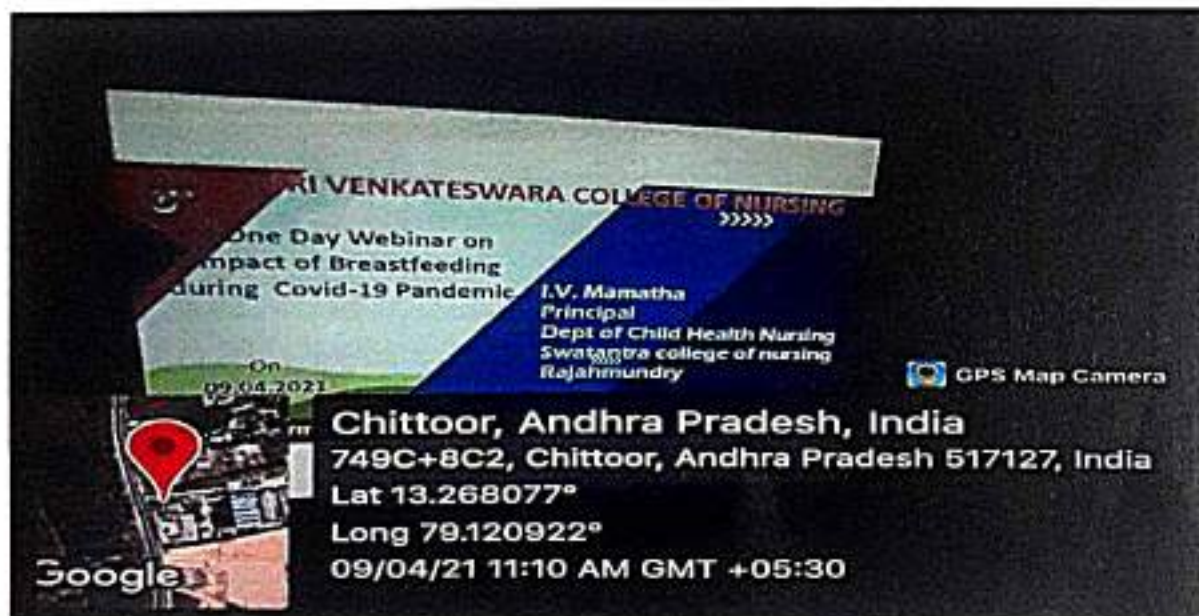 RI VENKATESWARA COLLEGE OF NURSING
One Day Webinar on
mpact of Breastfeeding
during Covid-19 Pandemic
I.V. Mamatha
Principal
Dept of Child Health Nursing
Swatantra college of nursing
Rajahmundry
On
09.04.2021
GPS Map Camera
Chittoor, Andhra Pradesh, India
749C+8C2, Chittoor, Andhra Pradesh 517127, India
Lat 13.268077°
Long 79.120922°
09/04/21 11:10 AM GMT +05:30
Google